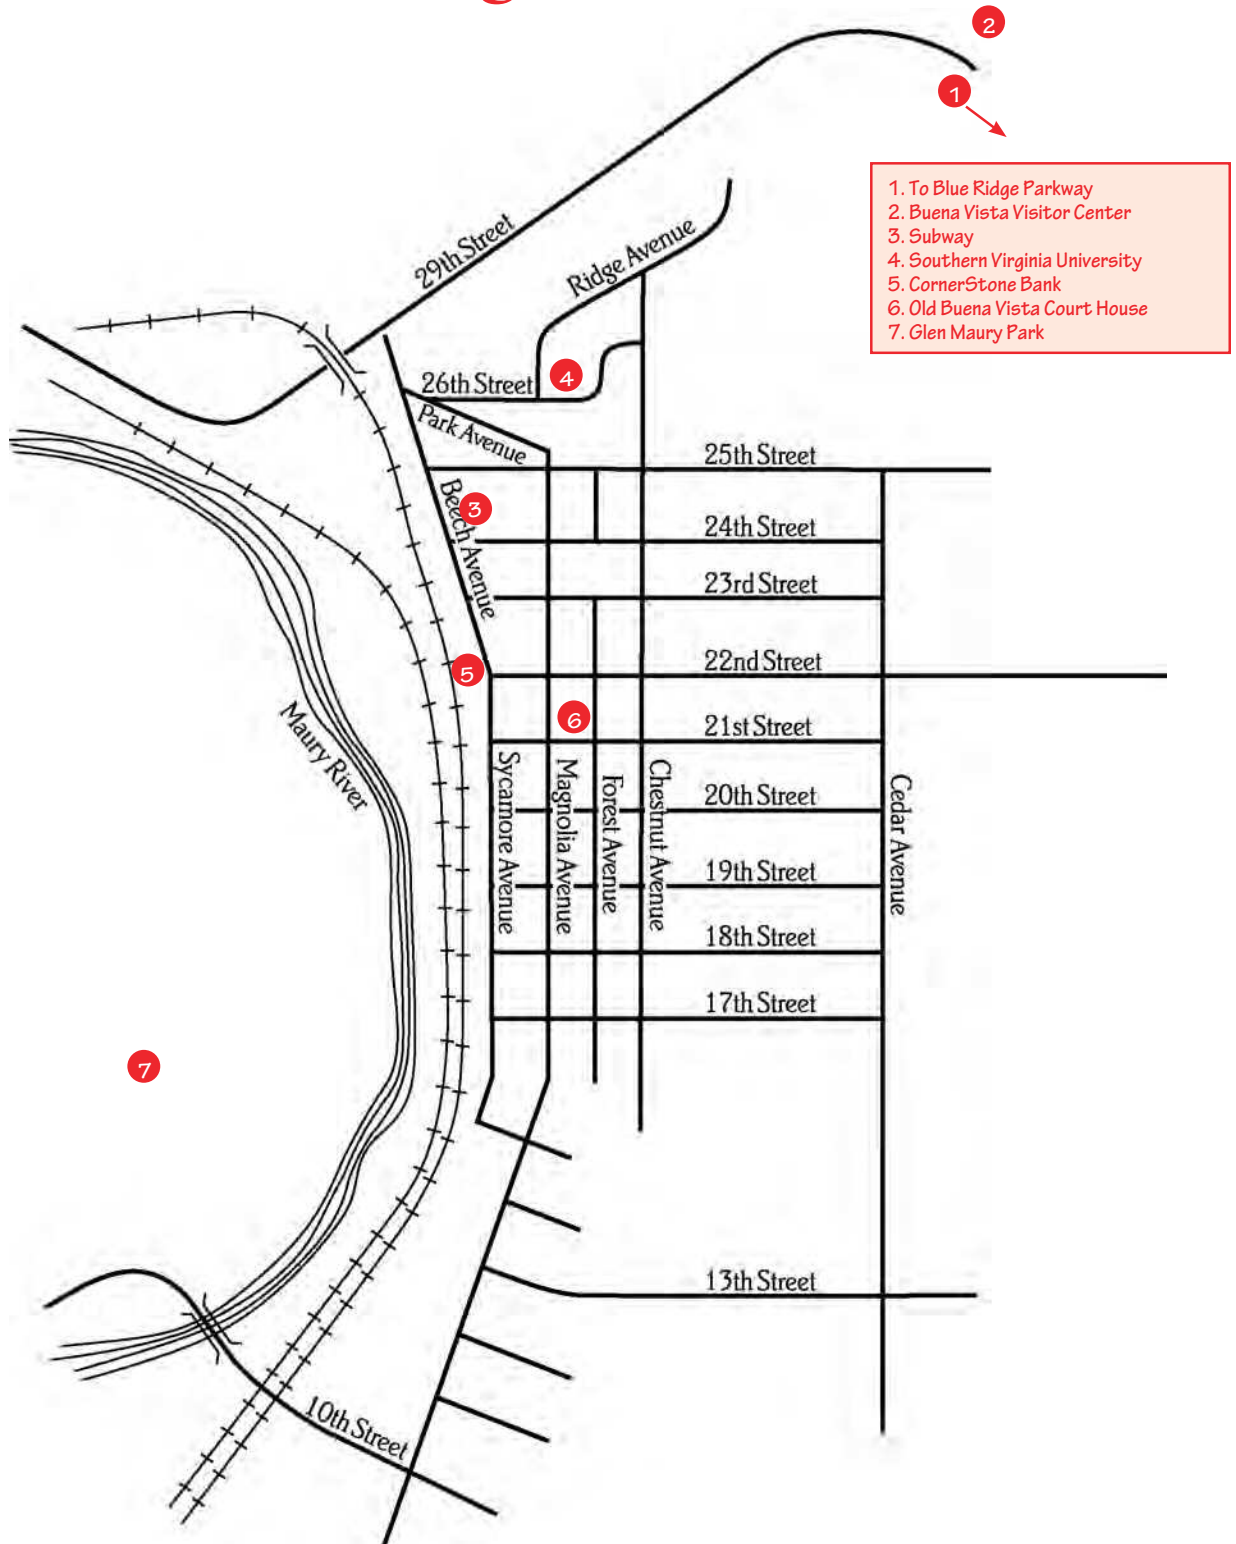 2
1
1. To Blue Ridge Parkway
2. Buena Vista Visitor Center
3. Subway
4. Southern Virginia University
5. CornerStone Bank
6. Old Buena Vista Court House
7. Glen Maury Park
29th Street
Ridge Avenue
26th Street
4
Park Avenue
25th Street
Beech Avenue
3
24th Street
23rd Street
22nd Street
5
6
21st Street
Maury River
Sycamore Avenue
Magnolia Avenue
Forest Avenue
Chestnut Avenue
20th Street
Cedar Avenue
19th Street
18th Street
17th Street
7
13th Street
10th Street